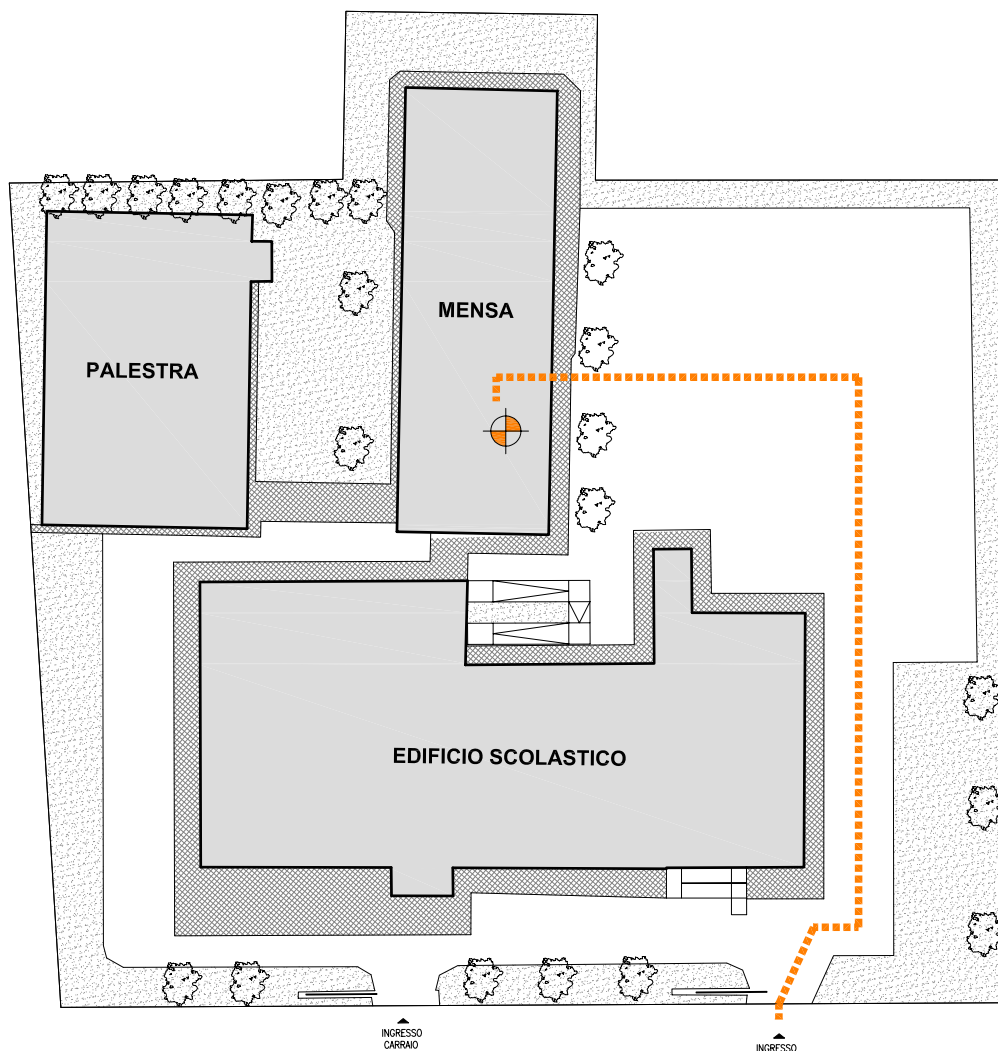 MENSA
PALESTRA
EDIFICIO SCOLASTICO
INGRESSO
CARRAIO
INGRESSO